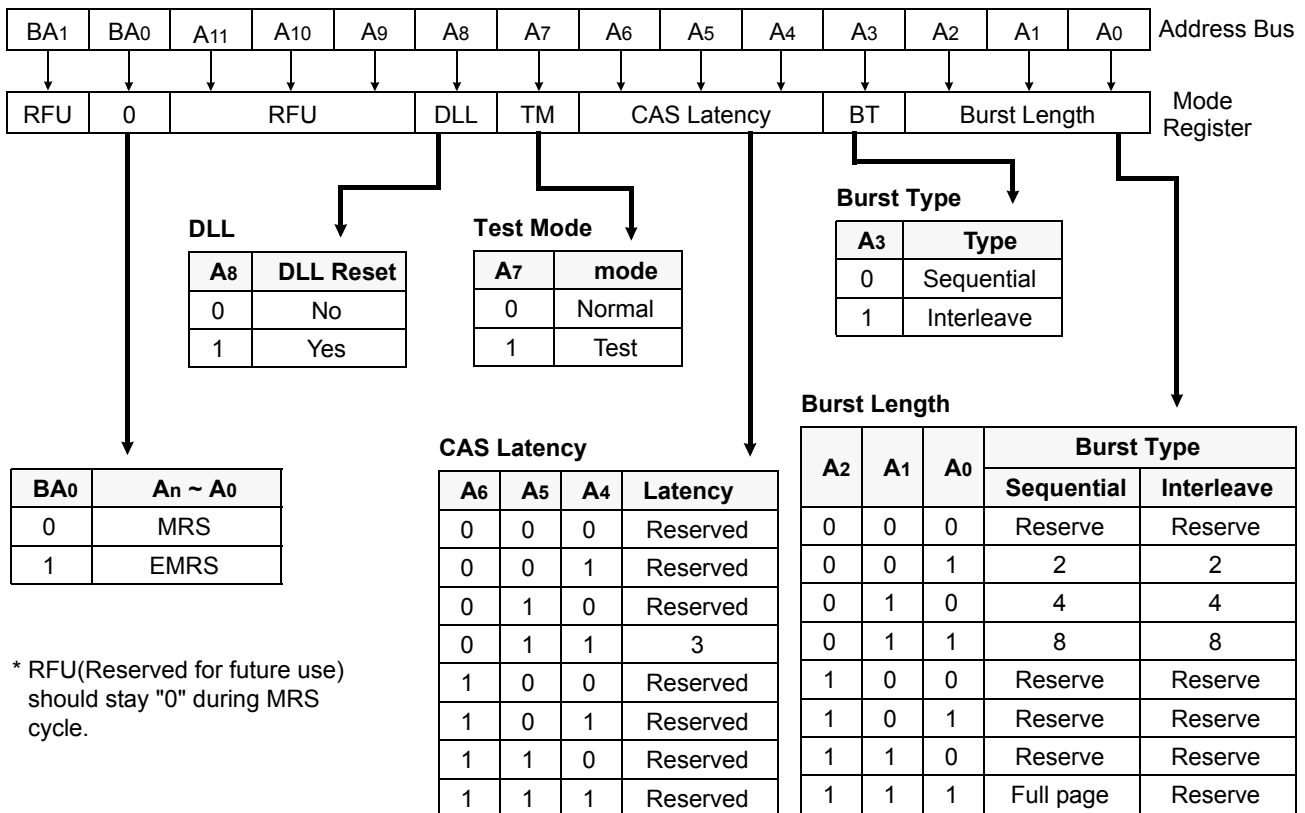 BA1 BA0 A11 A10 A9 A8 A7 A6 A5 A4 A3 A2 A1 A0 Address Bus
RFU 0 RFU DLL TM CAS Latency BT Burst Length Mode Register
DLL
A8 DLL Reset
0 No
1 Yes
Test Mode
A7 mode
0 Normal
1 Test
Burst Type
A3 Type
0 Sequential
1 Interleave
BA0 An ~ A0
0 MRS
1 EMRS
* RFU(Reserved for future use)
should stay "0" during MRS
cycle.
CAS Latency
A6 A5 A4 Latency
0 0 0 Reserved
0 0 1 Reserved
0 1 0 Reserved
0 1 1 3
1 0 0 Reserved
1 0 1 Reserved
1 1 0 Reserved
1 1 1 Reserved
Burst Length
A2 A1 A0 Burst Type
Sequential Interleave
0 0 0 Reserve Reserve
0 0 1 2 2
0 1 0 4 4
0 1 1 8 8
1 0 0 Reserve Reserve
1 0 1 Reserve Reserve
1 1 0 Reserve Reserve
1 1 1 Full page Reserve